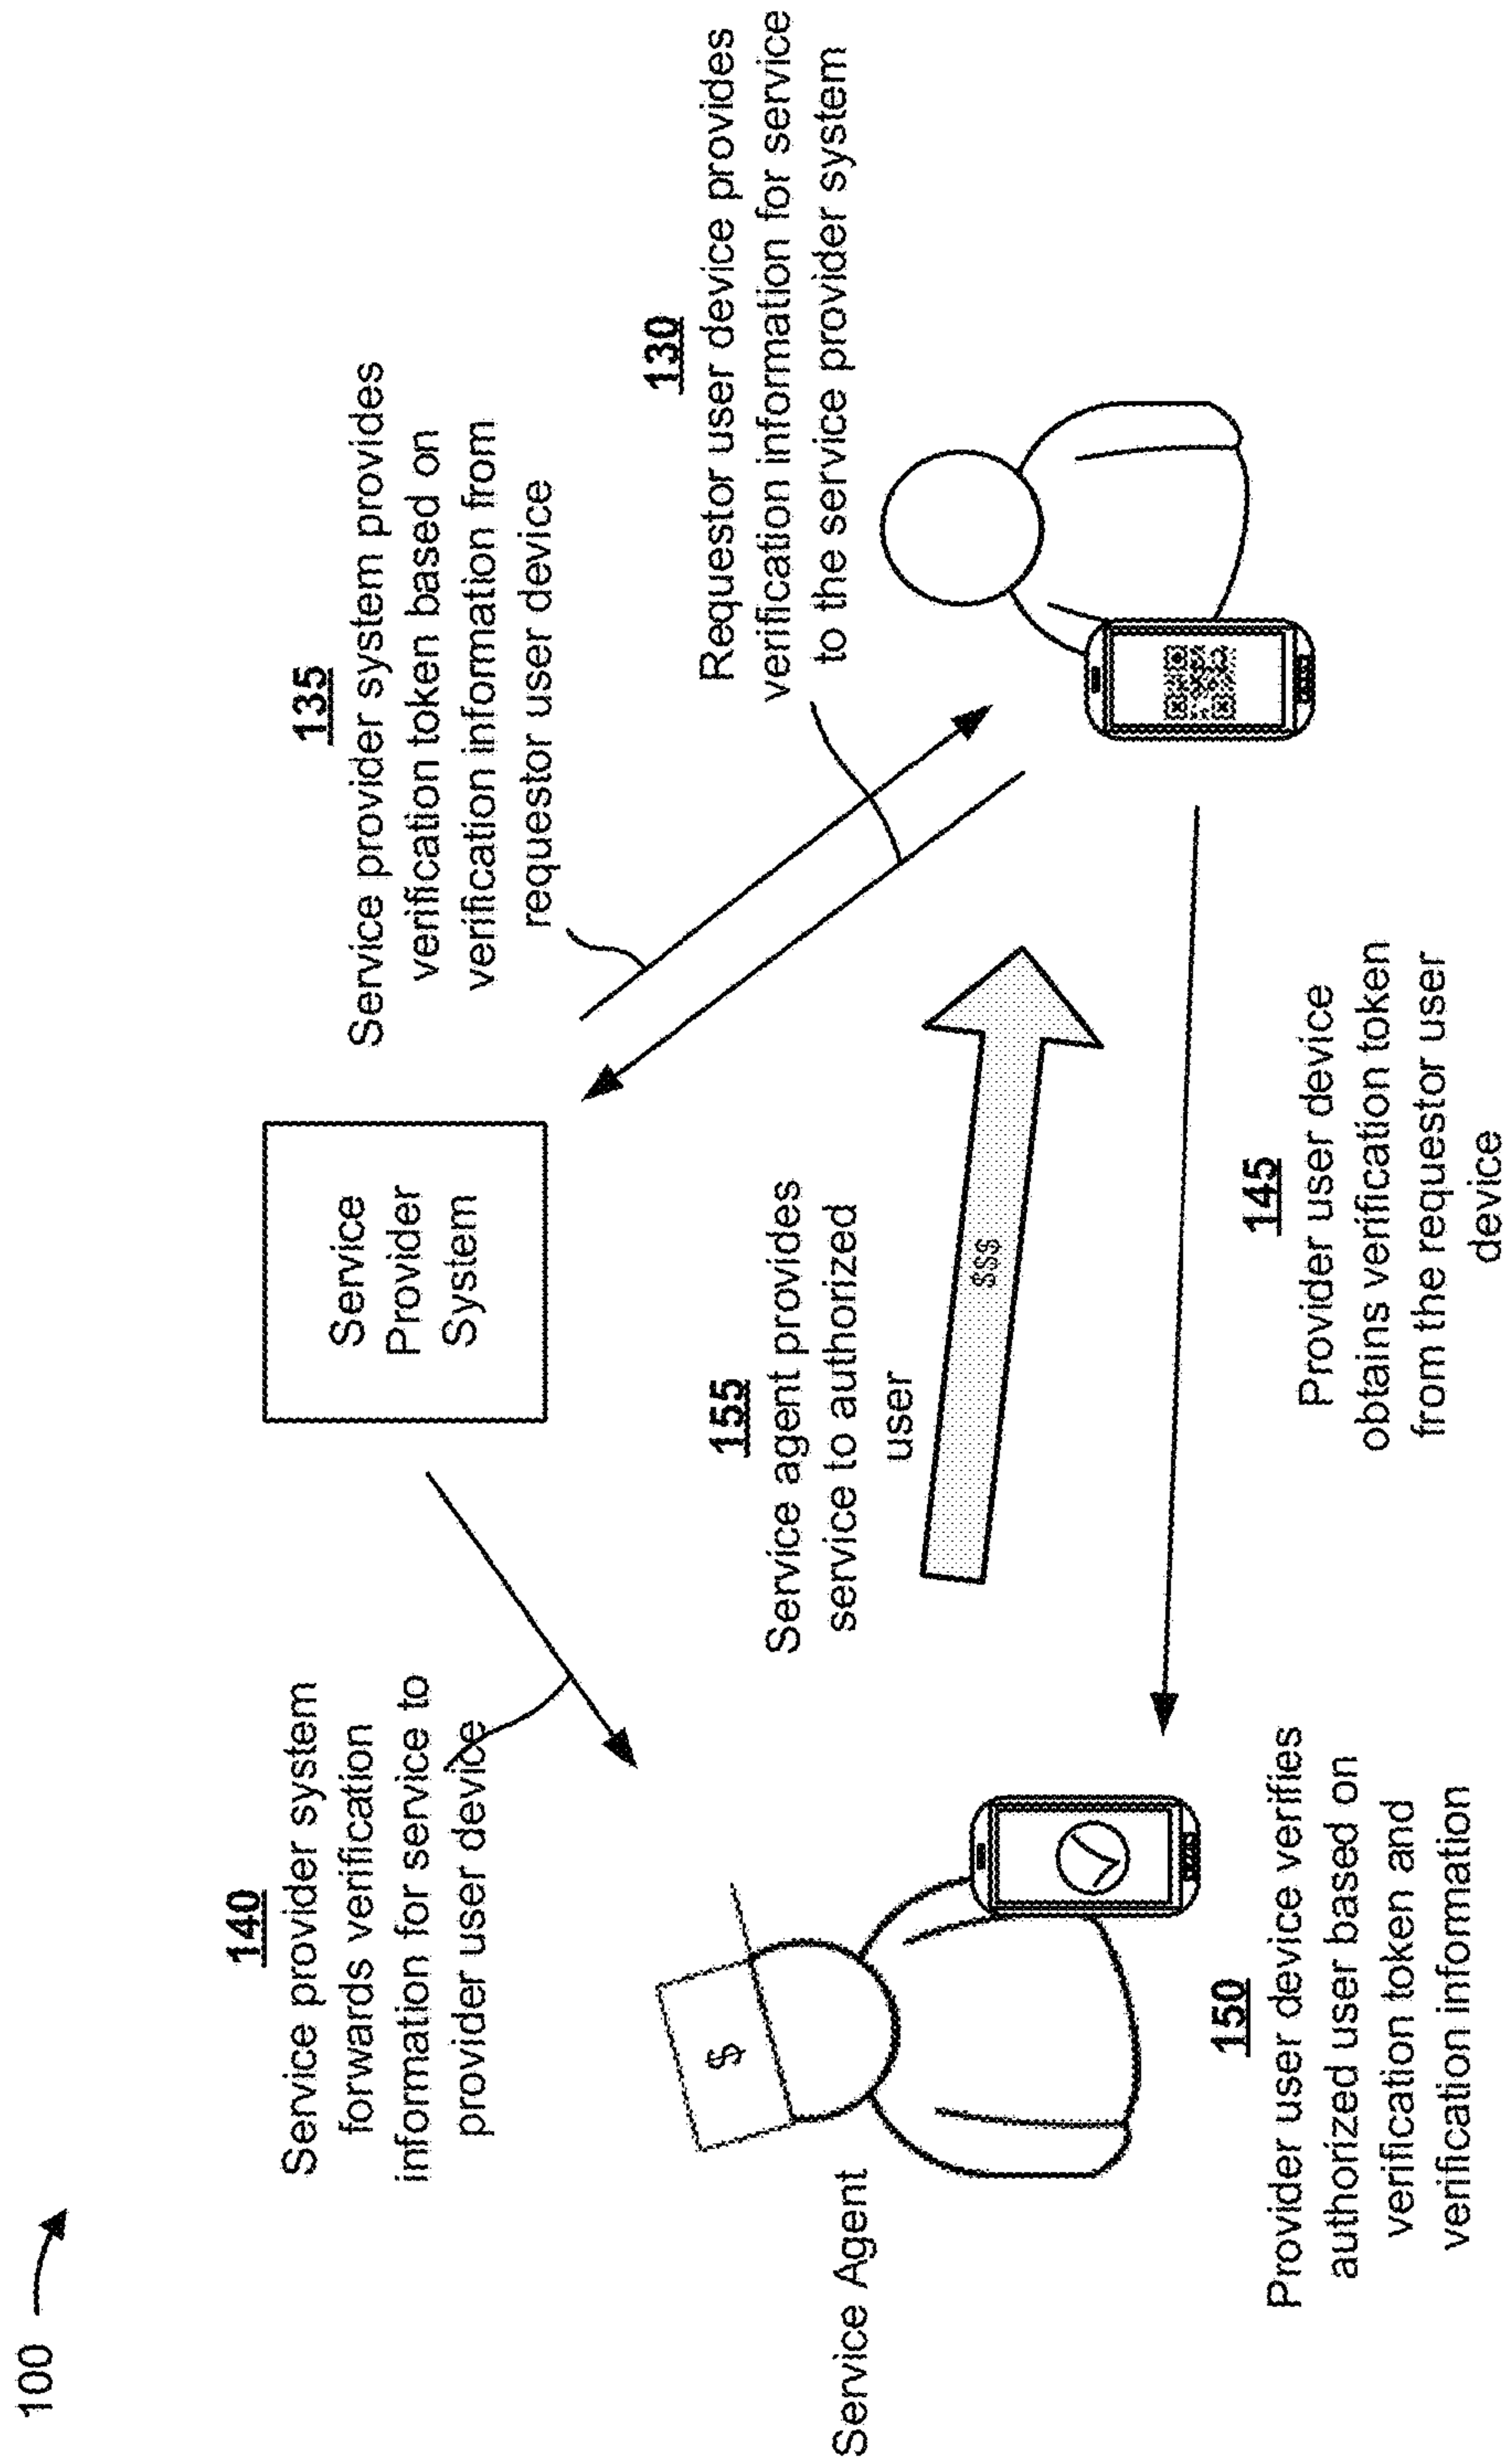 100
135
Service provider system provides
verification token based on
verification information from
requestor user device
140
Service provider system
forwards verification
information for service to
provider user device
Service
Provider
System
130
Requestor user device provides
verification information for service
to the service provider system
155
Service agent provides
service to authorized
user
$
$$$
Service Agent
145
Provider user device
obtains verification token
from the requestor user
device
150
Provider user device verifies
authorized user based on
verification token and
verification information